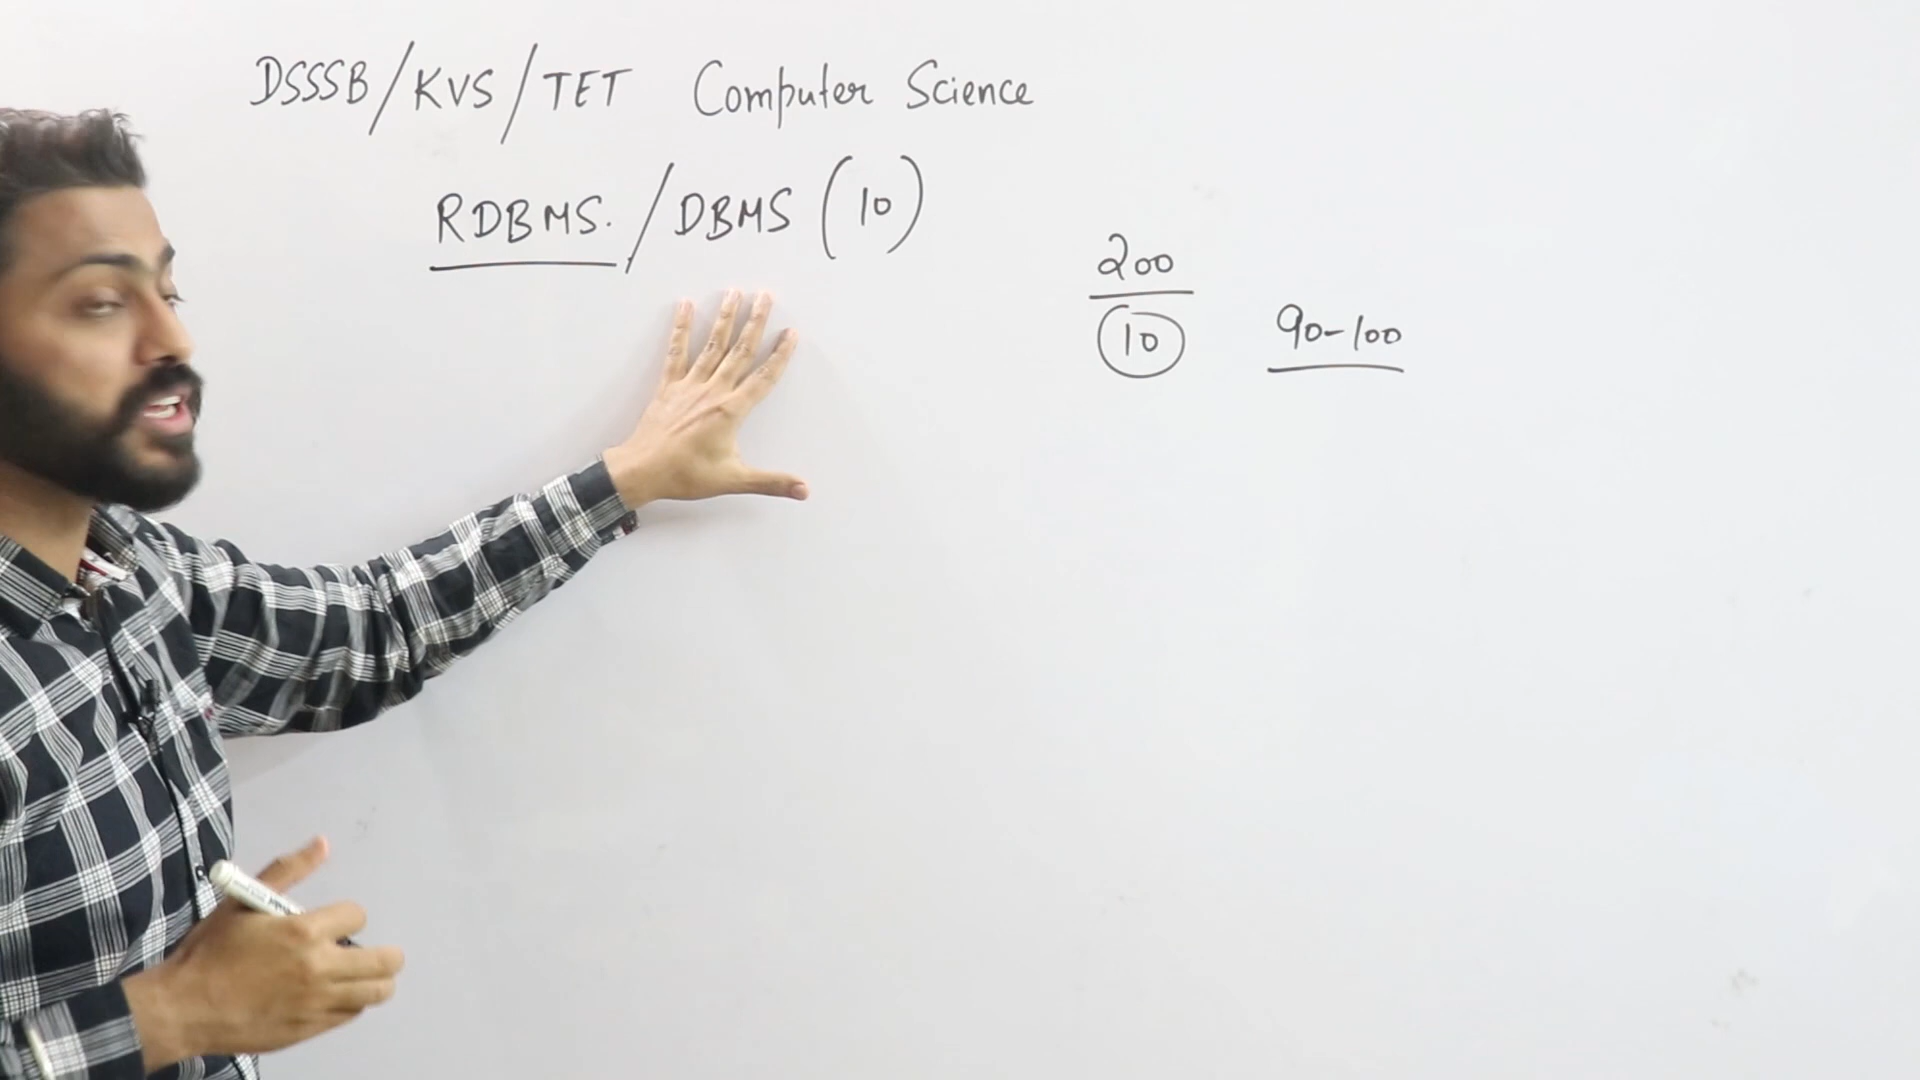 DSSSB/KVS/TET Computer Science
RDBMS./DBMS (10)
200
10
90-100